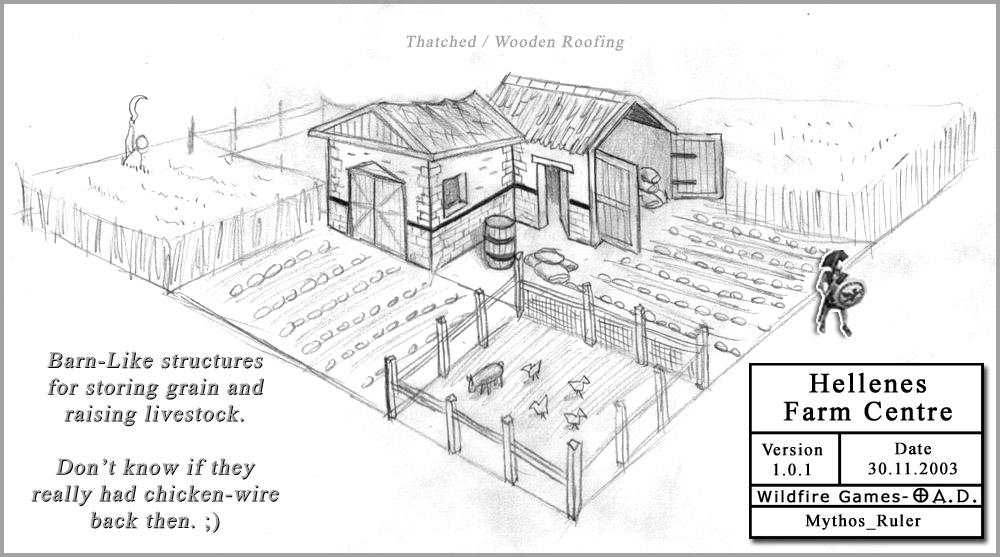 Thatched / Wooden Roofing
Barn-Like structures
for storing grain and
raising livestock.
Don't know if they
really had chicken-wire
back then. ;)
Hellenes
Farm Centre
Version
1.0.1
Date
30.11.2003
Wildfire Games-⊕A.D.
Mythos_Ruler